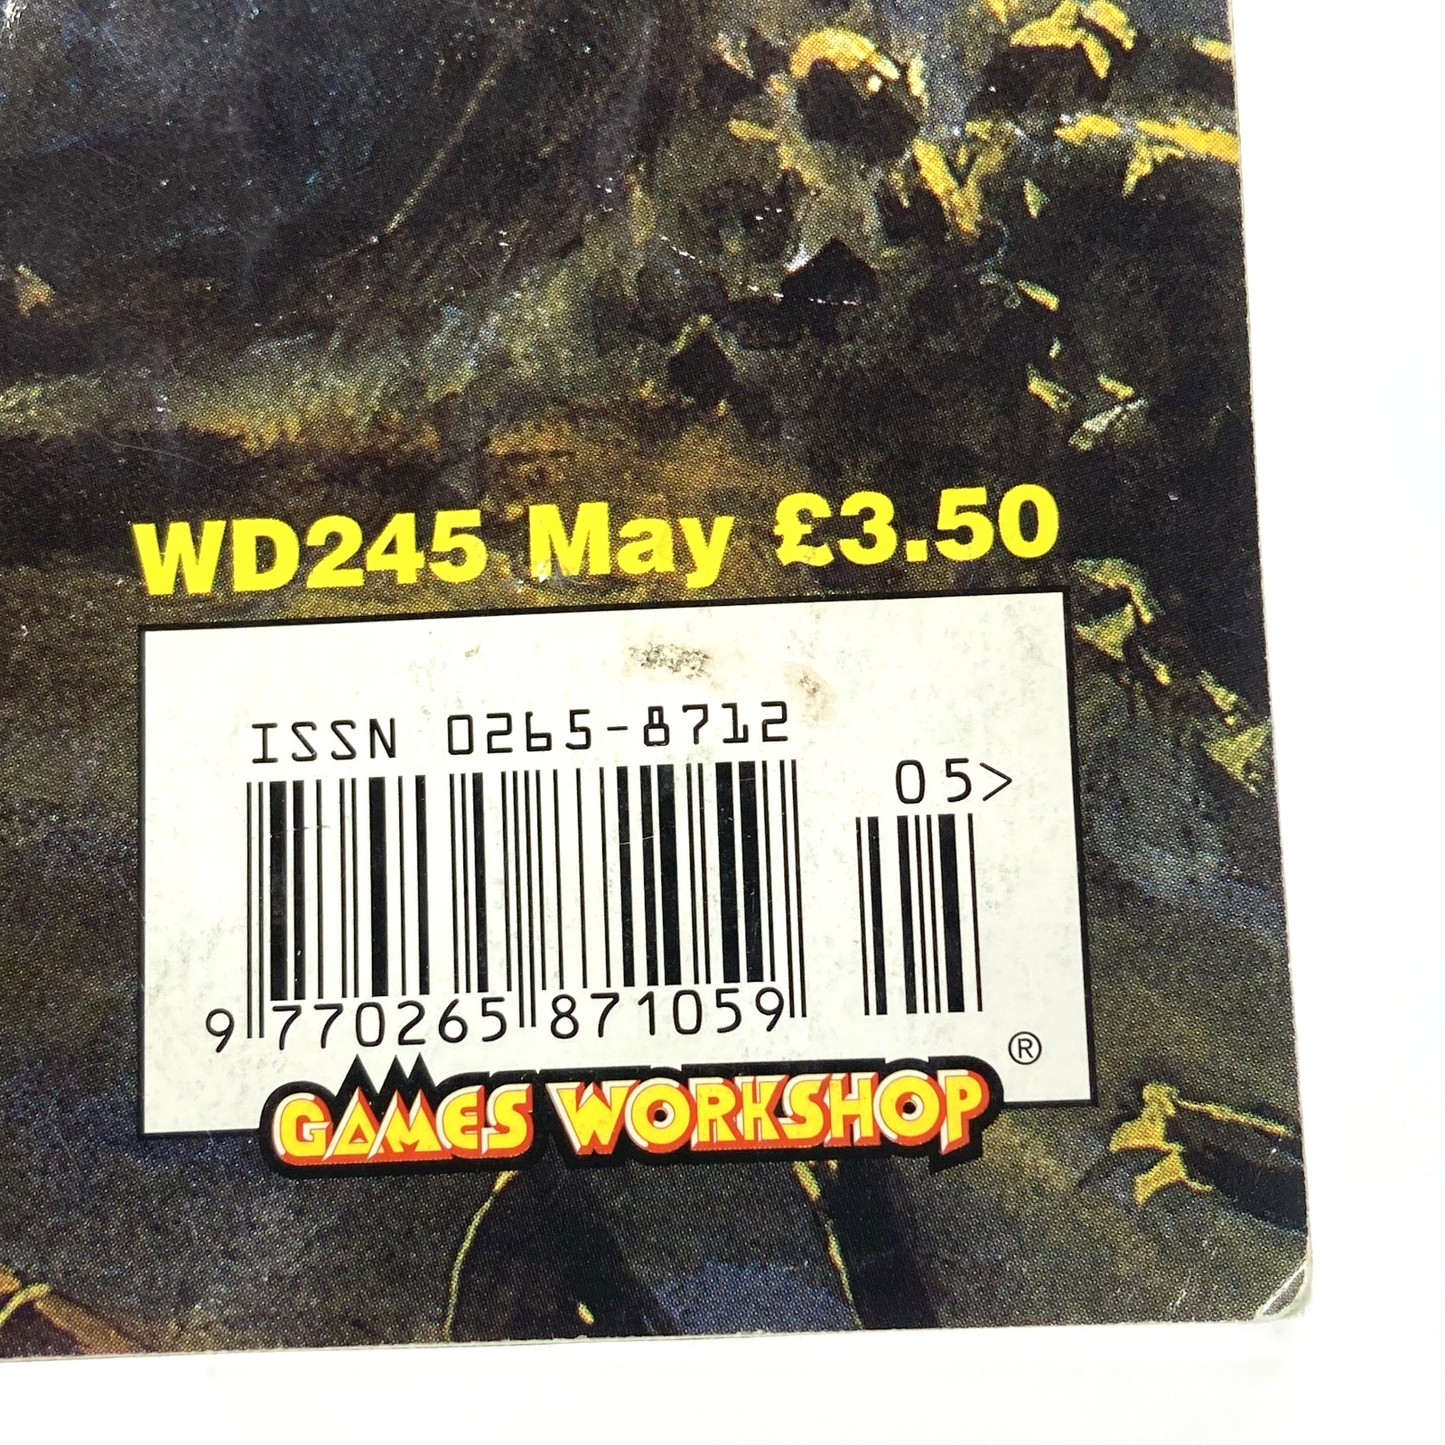 WD245 May £3.50
ISSN 0265-8712
05>
9 770265 871059
®
GAMES WORKSHOP